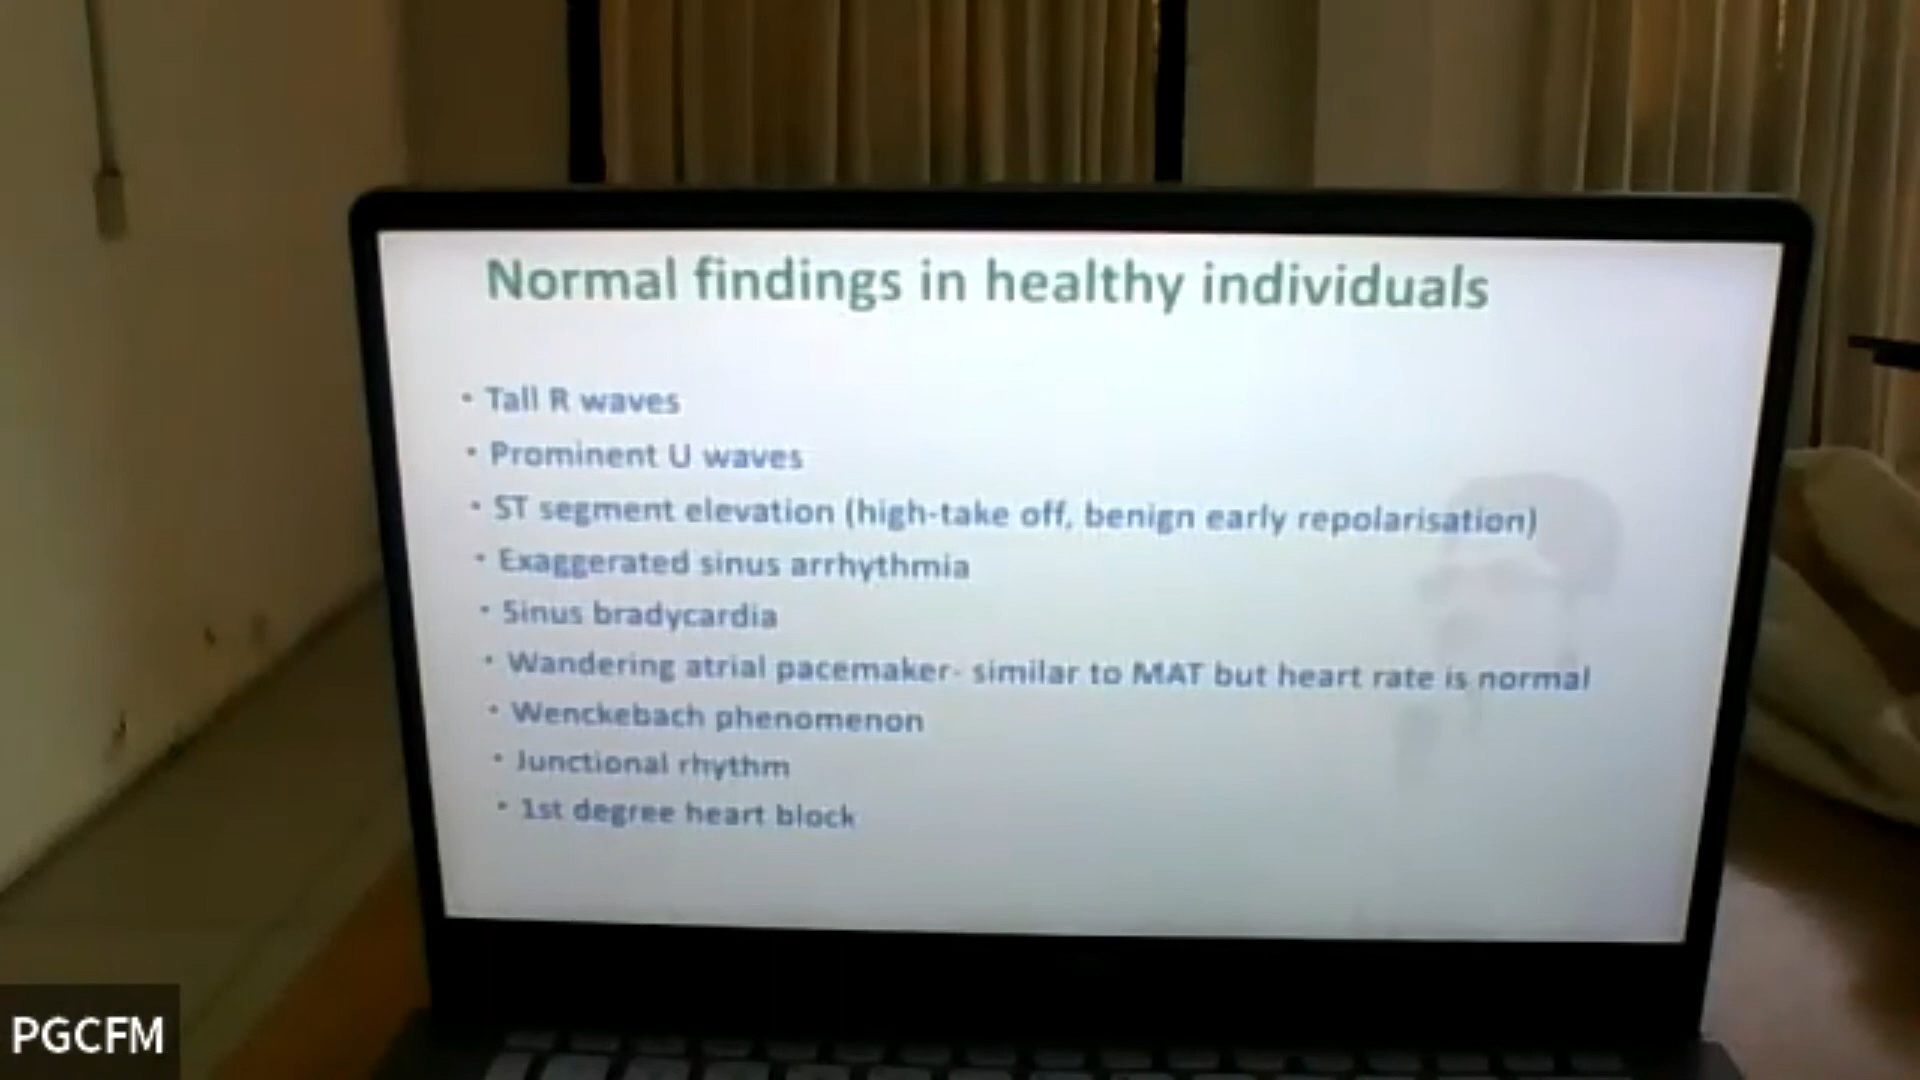 Normal findings in healthy individuals
• Tall R waves
• Prominent U waves
• ST segment elevation (high-take off, benign early repolarisation)
• Exaggerated sinus arrhythmia
• Sinus bradycardia
• Wandering atrial pacemaker- similar to MAT but heart rate is normal
• Wenckebach phenomenon
• Junctional rhythm
• 1st degree heart block
PGCFM